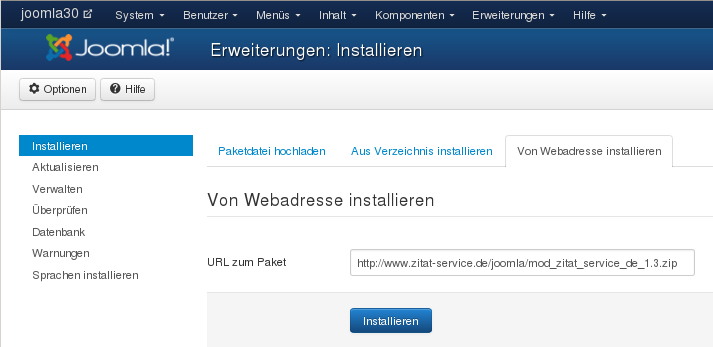 joomla30 System Benutzer Menüs Inhalt Komponenten Erweiterungen Hilfe
Joomla!® Erweiterungen: Installieren
Optionen Hilfe
Installieren
Paketdatei hochladen Aus Verzeichnis installieren Von Webadresse installieren
Aktualisieren
Verwalten
Von Webadresse installieren
Überprüfen
Datenbank
Warnungen
URL zum Paket http://www.zitat-service.de/joomla/mod_zitat_service_de_1.3.zip
Sprachen installieren
Installieren